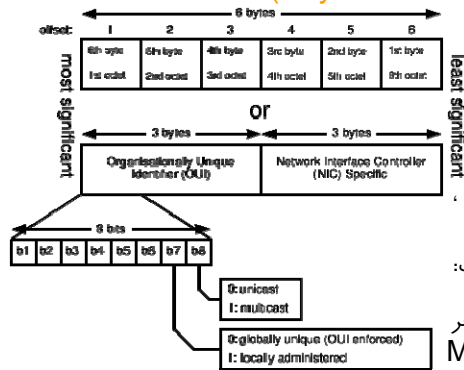 6 bytes
offset: 1 2 3 4 5 6
6th byte 5th byte 4th byte 3rd byte 2nd byte 1st byte
1st octet 2nd octet 3rd octet 4th octet 5th octet 6th octet
most significant
least significant
or
3 bytes 3 bytes
Organisationally Unique
Identifier (OUI)
Network Interface Controller
(NIC) Specific
8 bits
b1 b2 b3 b4 b5 b6 b7 b8
0: unicast
1: multicast
0: globally unique (OUI enforced)
1: locally administered